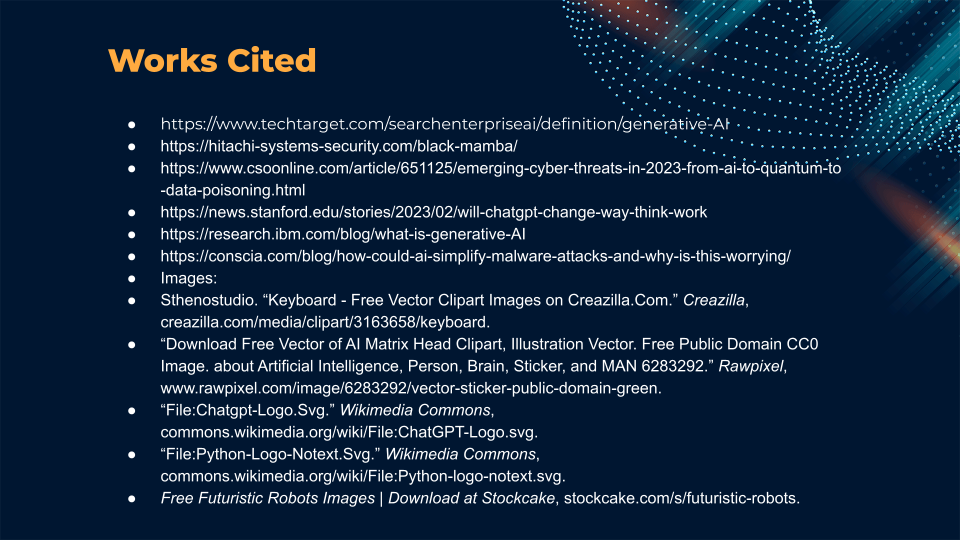 Works Cited
● https://www.techtarget.com/searchenterpriseai/definition/generative-AI
● https://hitachi-systems-security.com/black-mamba/
● https://www.csoonline.com/article/651125/emerging-cyber-threats-in-2023-from-ai-to-quantum-to
-data-poisoning.html
● https://news.stanford.edu/stories/2023/02/will-chatgpt-change-way-think-work
● https://research.ibm.com/blog/what-is-generative-AI
● https://conscia.com/blog/how-could-ai-simplify-malware-attacks-and-why-is-this-worrying/
● Images:
● Sthenostudio. “Keyboard - Free Vector Clipart Images on Creazilla.Com.” Creazilla,
creazilla.com/media/clipart/3163658/keyboard.
● “Download Free Vector of AI Matrix Head Clipart, Illustration Vector. Free Public Domain CC0
Image. about Artificial Intelligence, Person, Brain, Sticker, and MAN 6283292.” Rawpixel,
www.rawpixel.com/image/6283292/vector-sticker-public-domain-green.
● “File:Chatgpt-Logo.Svg.” Wikimedia Commons,
commons.wikimedia.org/wiki/File:ChatGPT-Logo.svg.
● “File:Python-Logo-Notext.Svg.” Wikimedia Commons,
commons.wikimedia.org/wiki/File:Python-logo-notext.svg.
● Free Futuristic Robots Images | Download at Stockcake, stockcake.com/s/futuristic-robots.